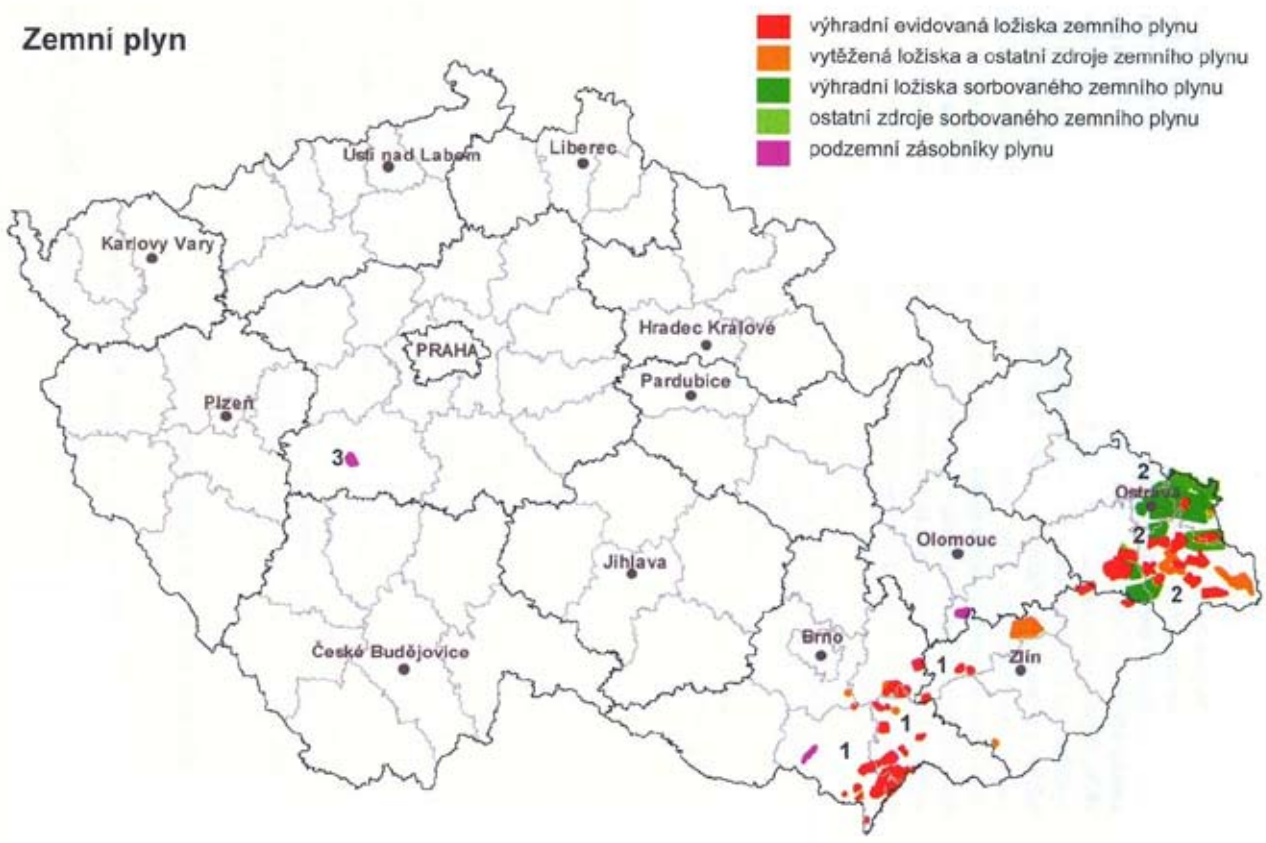 Zemní plyn
výhradní evidovaná ložiska zemního plynu
vytěžená ložiska a ostatní zdroje zemního plynu
výhradní ložiska sorbovaného zemního plynu
ostatní zdroje sorbovaného zemního plynu
podzemní zásobníky plynu
Ústí nad Labem
Liberec
Karlovy Vary
Hradec Králové
PRAHA
Pardubice
Plzeň
3
2
Ostrava
Olomouc
2
Jihlava
2
Brno
České Budějovice
1
Zlín
1
1